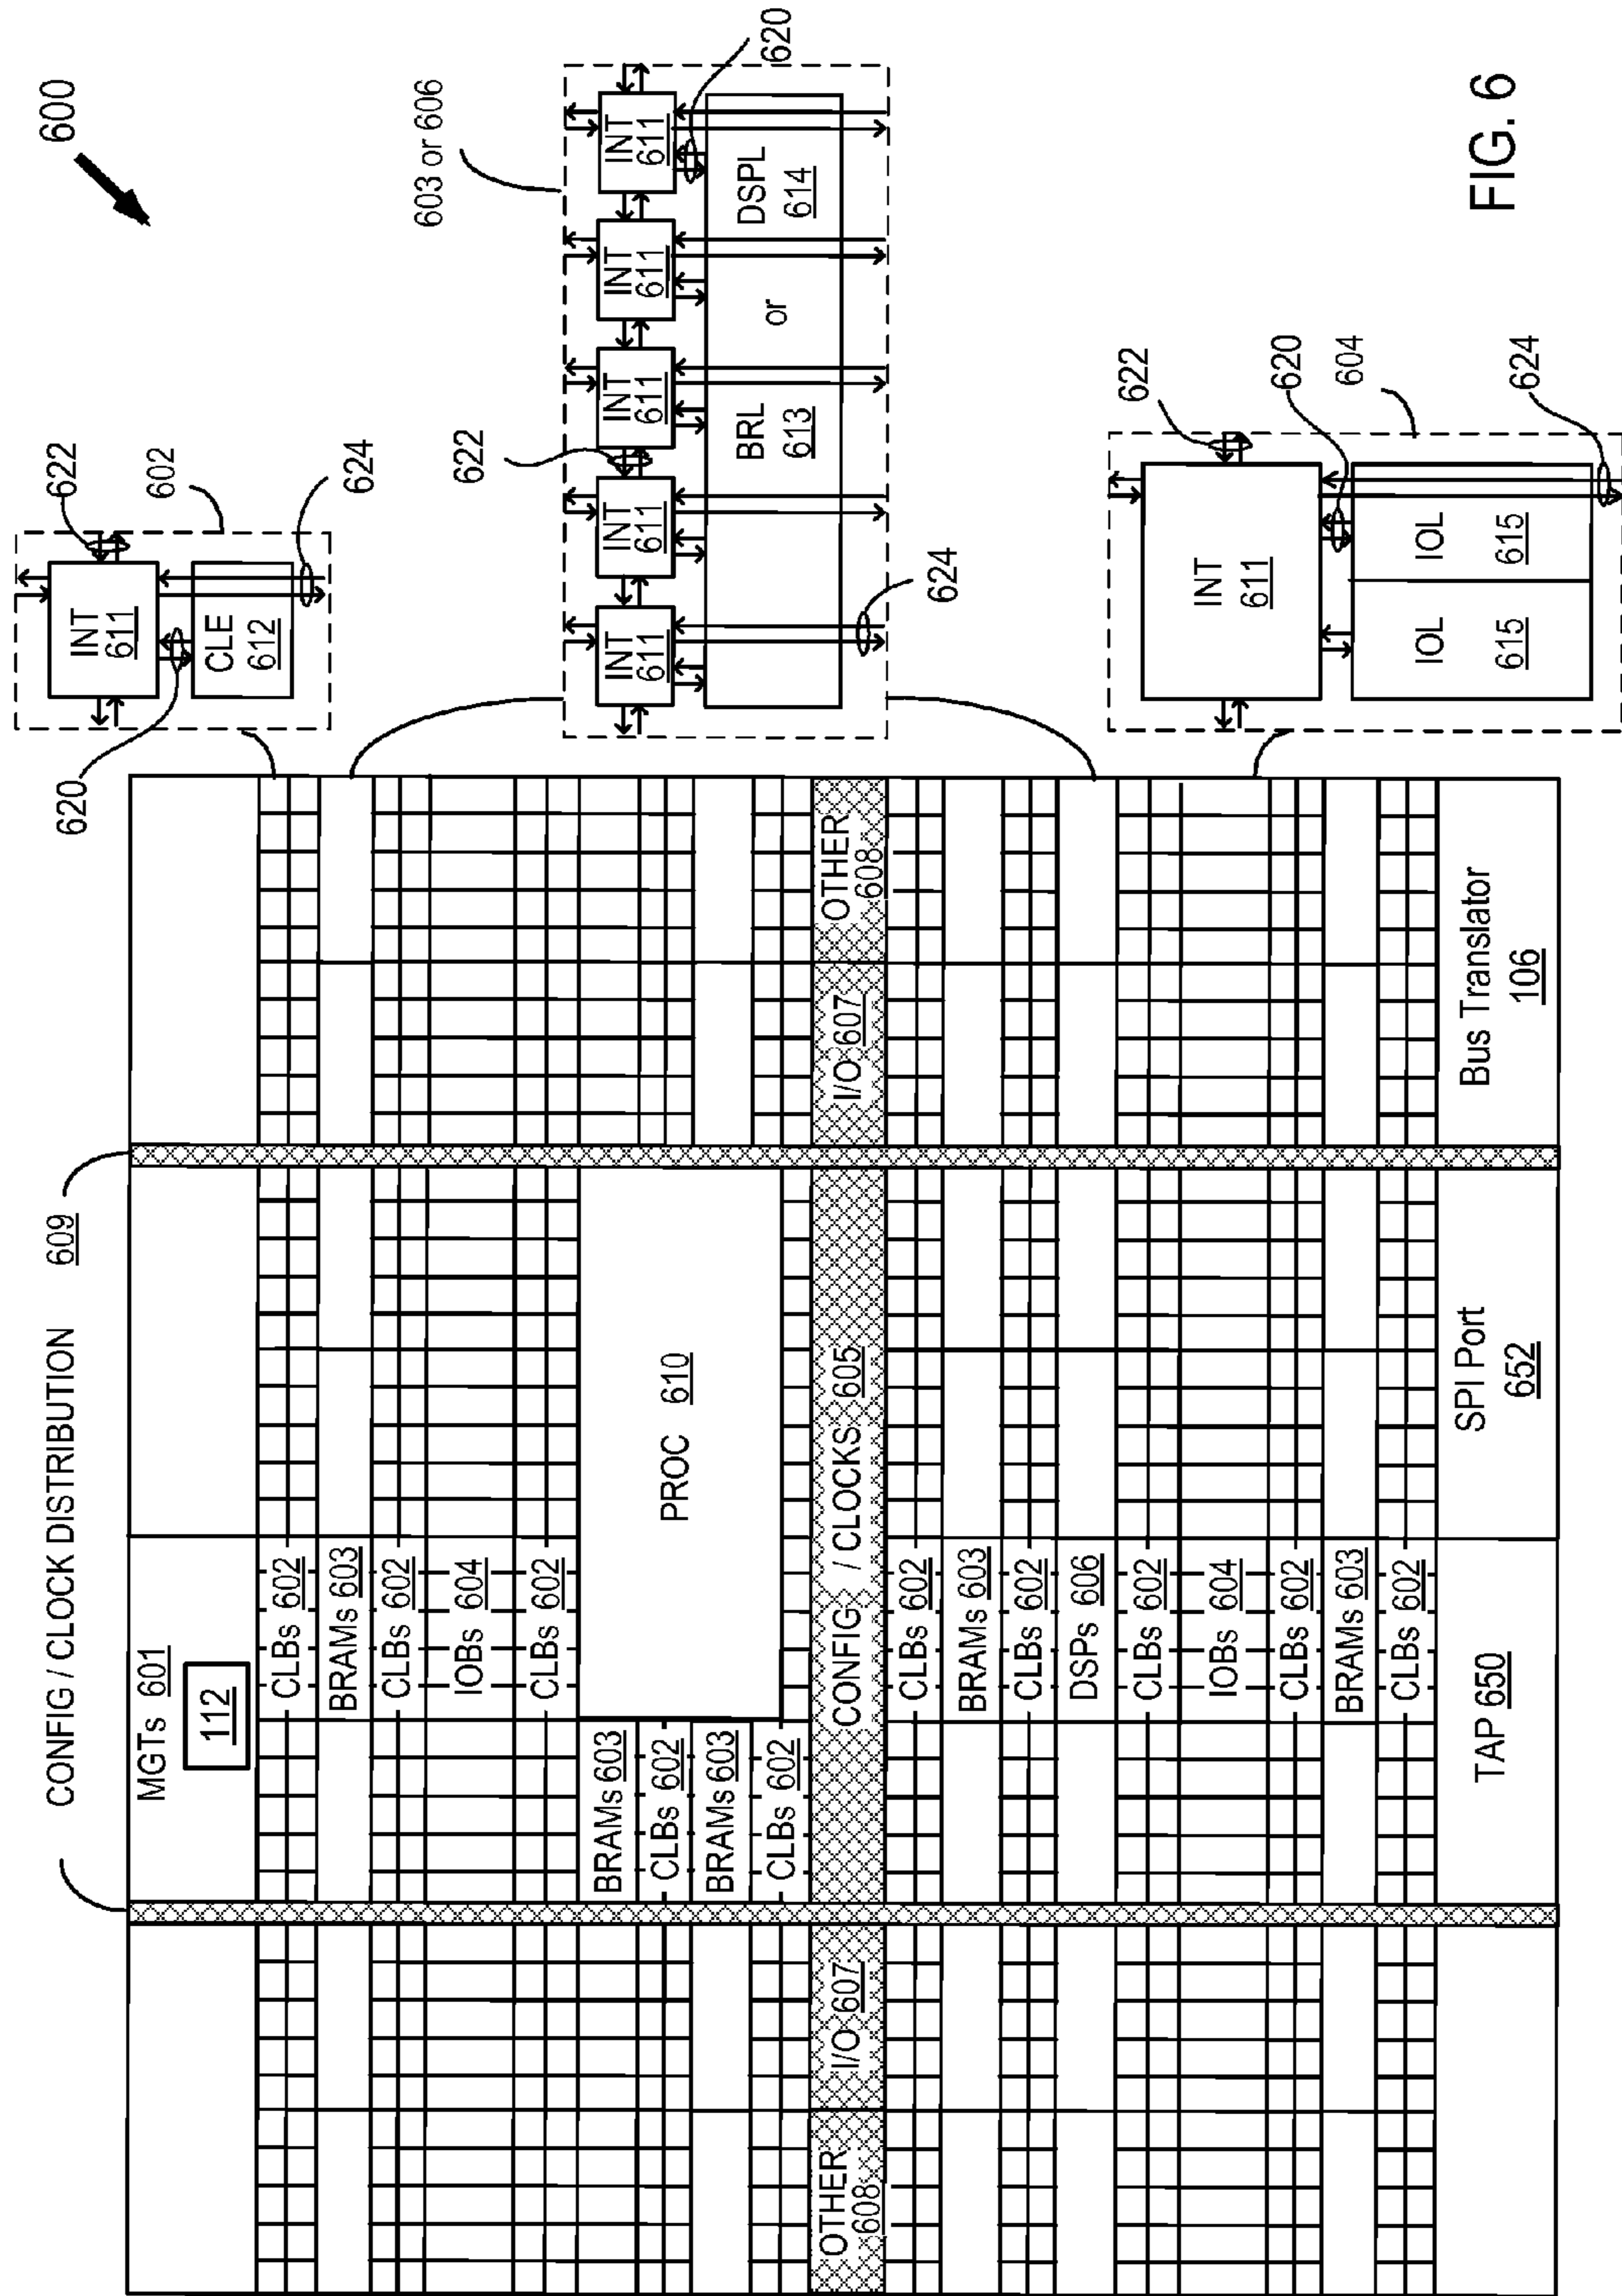 600
CONFIG / CLOCK DISTRIBUTION 609
MGTs 601
112
CLBs 602
BRAMs 603
CLBs 602
IOBs 604
CLBs 602
BRAMs 603
CLBs 602
BRAMs 603
CLBs 602
PROC 610
OTHER
608
I/O 607
CONFIG / CLOCKS 605
I/O 607
OTHER
608
CLBs 602
BRAMs 603
CLBs 602
DSPs 606
CLBs 602
IOBs 604
CLBs 602
BRAMs 603
CLBs 602
TAP 650
SPI Port
652
Bus Translator
106
620
INT
611
CLE
612
622
602
624
603 or 606
INT
611
INT
611
INT
611
INT
611
INT
611
622
620
BRL
613
or
DSPL
614
624
INT
611
IOL
615
IOL
615
622
620
604
624
FIG. 6